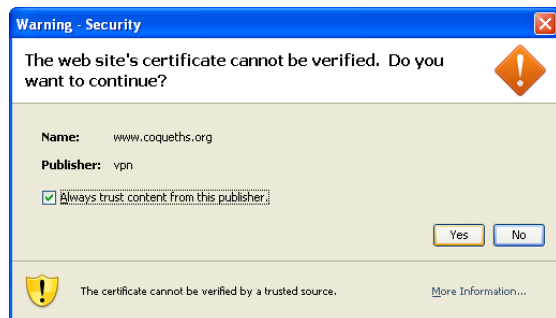 Warning - Security
The web site's certificate cannot be verified. Do you
want to continue?
Name: www.coqueths.org
Publisher: vpn
Always trust content from this publisher.
Yes No
The certificate cannot be verified by a trusted source. More Information...